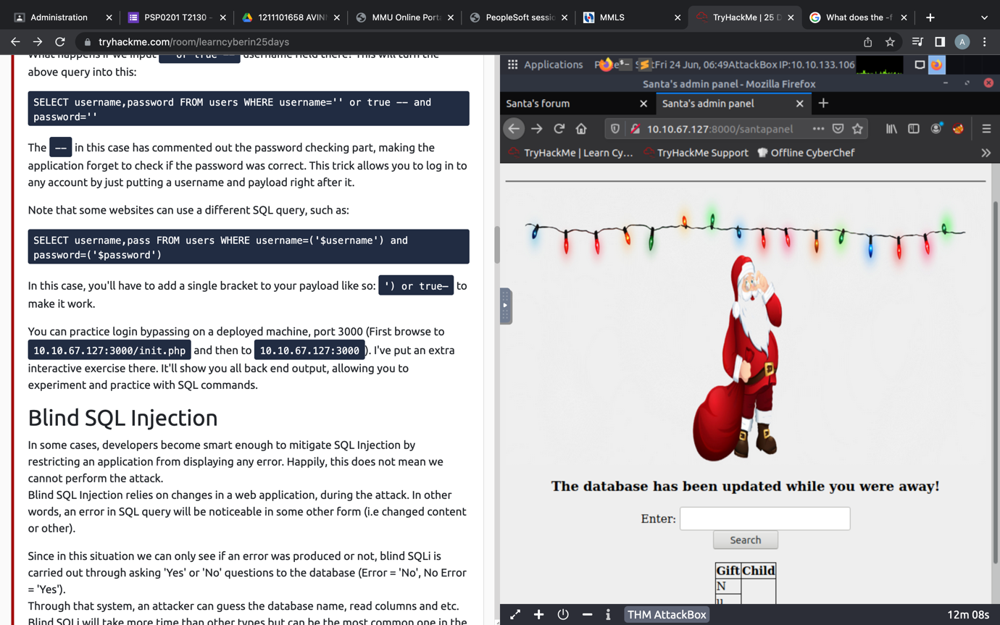 Administration
PSP0201 T2130 -
1211101658 AVINI
MMU Online Port
PeopleSoft sessi
MMLS
TryHackMe | 25 D
What does the -f
tryhackme.com/room/learncyberin25days
A
What happens if we input ' or true -- username field there? This will turn the
above query into this:
SELECT username,password FROM users WHERE username='' or true -- and
password=''
The -- in this case has commented out the password checking part, making the
application forget to check if the password was correct. This trick allows you to log in to
any account by just putting a username and payload right after it.
Note that some websites can use a different SQL query, such as:
SELECT username,pass FROM users WHERE username=('$username') and
password=('$password')
In this case, you'll have to add a single bracket to your payload like so: ') or true– to
make it work.
You can practice login bypassing on a deployed machine, port 3000 (First browse to
10.10.67.127:3000/init.php and then to 10.10.67.127:3000 ). I've put an extra
interactive exercise there. It'll show you all back end output, allowing you to
experiment and practice with SQL commands.
Blind SQL Injection
In some cases, developers become smart enough to mitigate SQL Injection by
restricting an application from displaying any error. Happily, this does not mean we
cannot perform the attack.
Blind SQL Injection relies on changes in a web application, during the attack. In other
words, an error in SQL query will be noticeable in some other form (i.e changed content
or other).
Since in this situation we can only see if an error was produced or not, blind SQLi is
carried out through asking 'Yes' or 'No' questions to the database (Error = 'No', No Error
= 'Yes').
Through that system, an attacker can guess the database name, read columns and etc.
Blind SQLi will take more time than other types but can be the most common one in the
Applications
Fri 24 Jun, 06:49 AttackBox IP:10.10.133.106
Santa's admin panel - Mozilla Firefox
Santa's forum
Santa's admin panel
10.10.67.127:8000/santapanel
TryHackMe | Learn Cy...
TryHackMe Support
Offline CyberChef
The database has been updated while you were away!
Enter:
Search
Gift Child
N
u
THM AttackBox
12m 08s